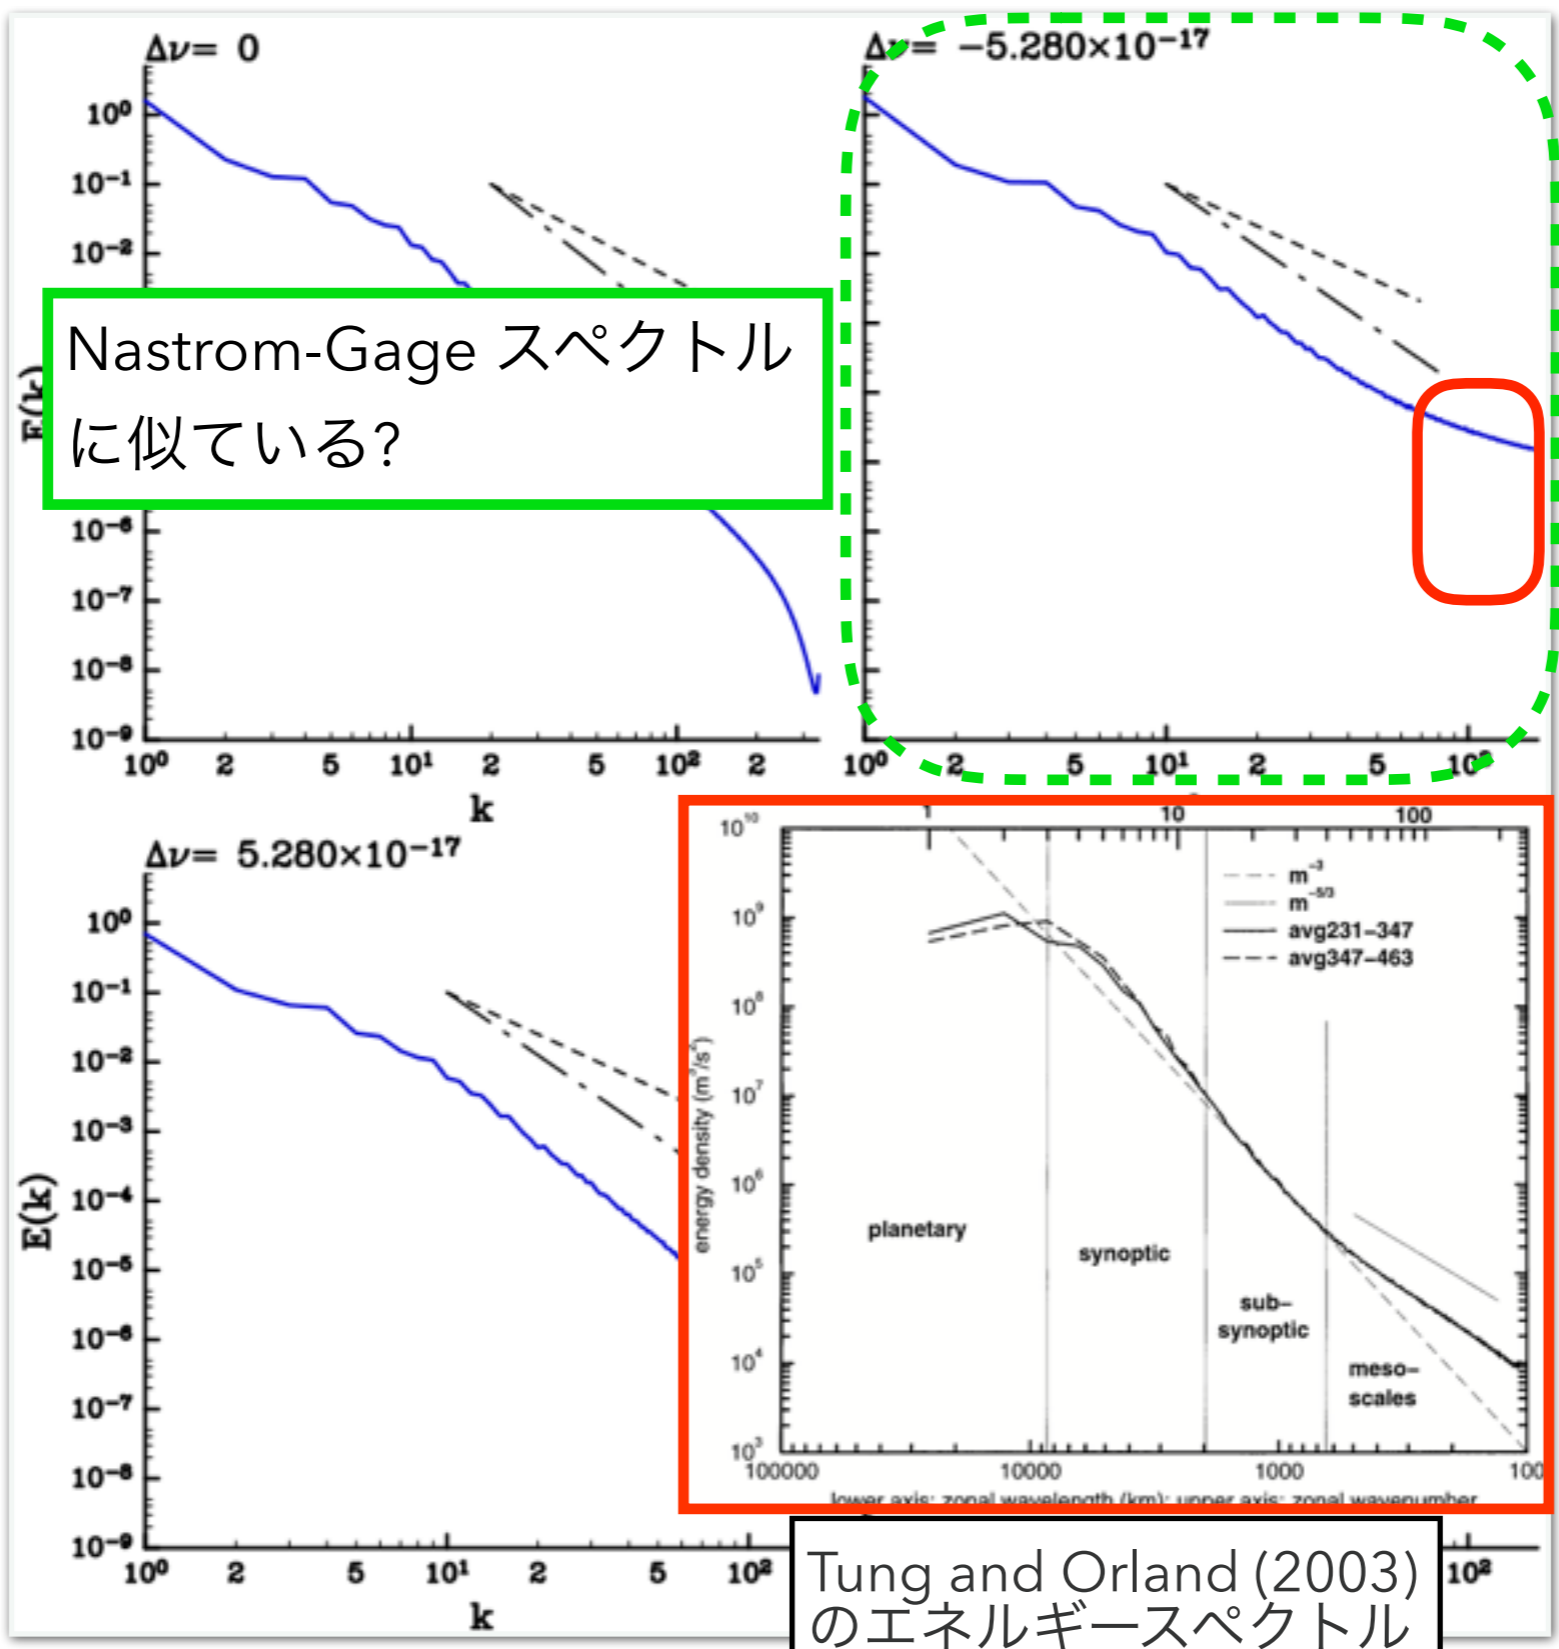 Δν= 0
Δν= −5.280×10⁻¹⁷
10⁰
10⁻¹
10⁻²
Nastrom-Gage スペクトル
に似ている?
10⁻⁶
10⁻⁷
10⁻⁸
10⁻⁹
10⁰ 2 5 10¹ 2 5 10² 2
k
10⁰ 5 10¹ 2 5
Δν= 5.280×10⁻¹⁷
E(k)
10⁰
10⁻¹
10⁻²
10⁻³
10⁻⁴
10⁻⁵
10⁻⁶
10⁻⁷
10⁻⁸
10⁻⁹
10⁰ 2 5 10¹ 2 5 10² 10²
k
1 10 100
10¹⁰
10⁹
10⁸
10⁷
10⁶
10⁵
10⁴
10³
energy density (m³/s²)
m⁻³
m⁻⁵/³
avg231−347
avg347−463
planetary
synoptic
sub−
synoptic
meso−
scales
100000 10000 1000 100
lower axis: zonal wavelength (km); upper axis: zonal wavenumber
Tung and Orland (2003)
のエネルギースペクトル